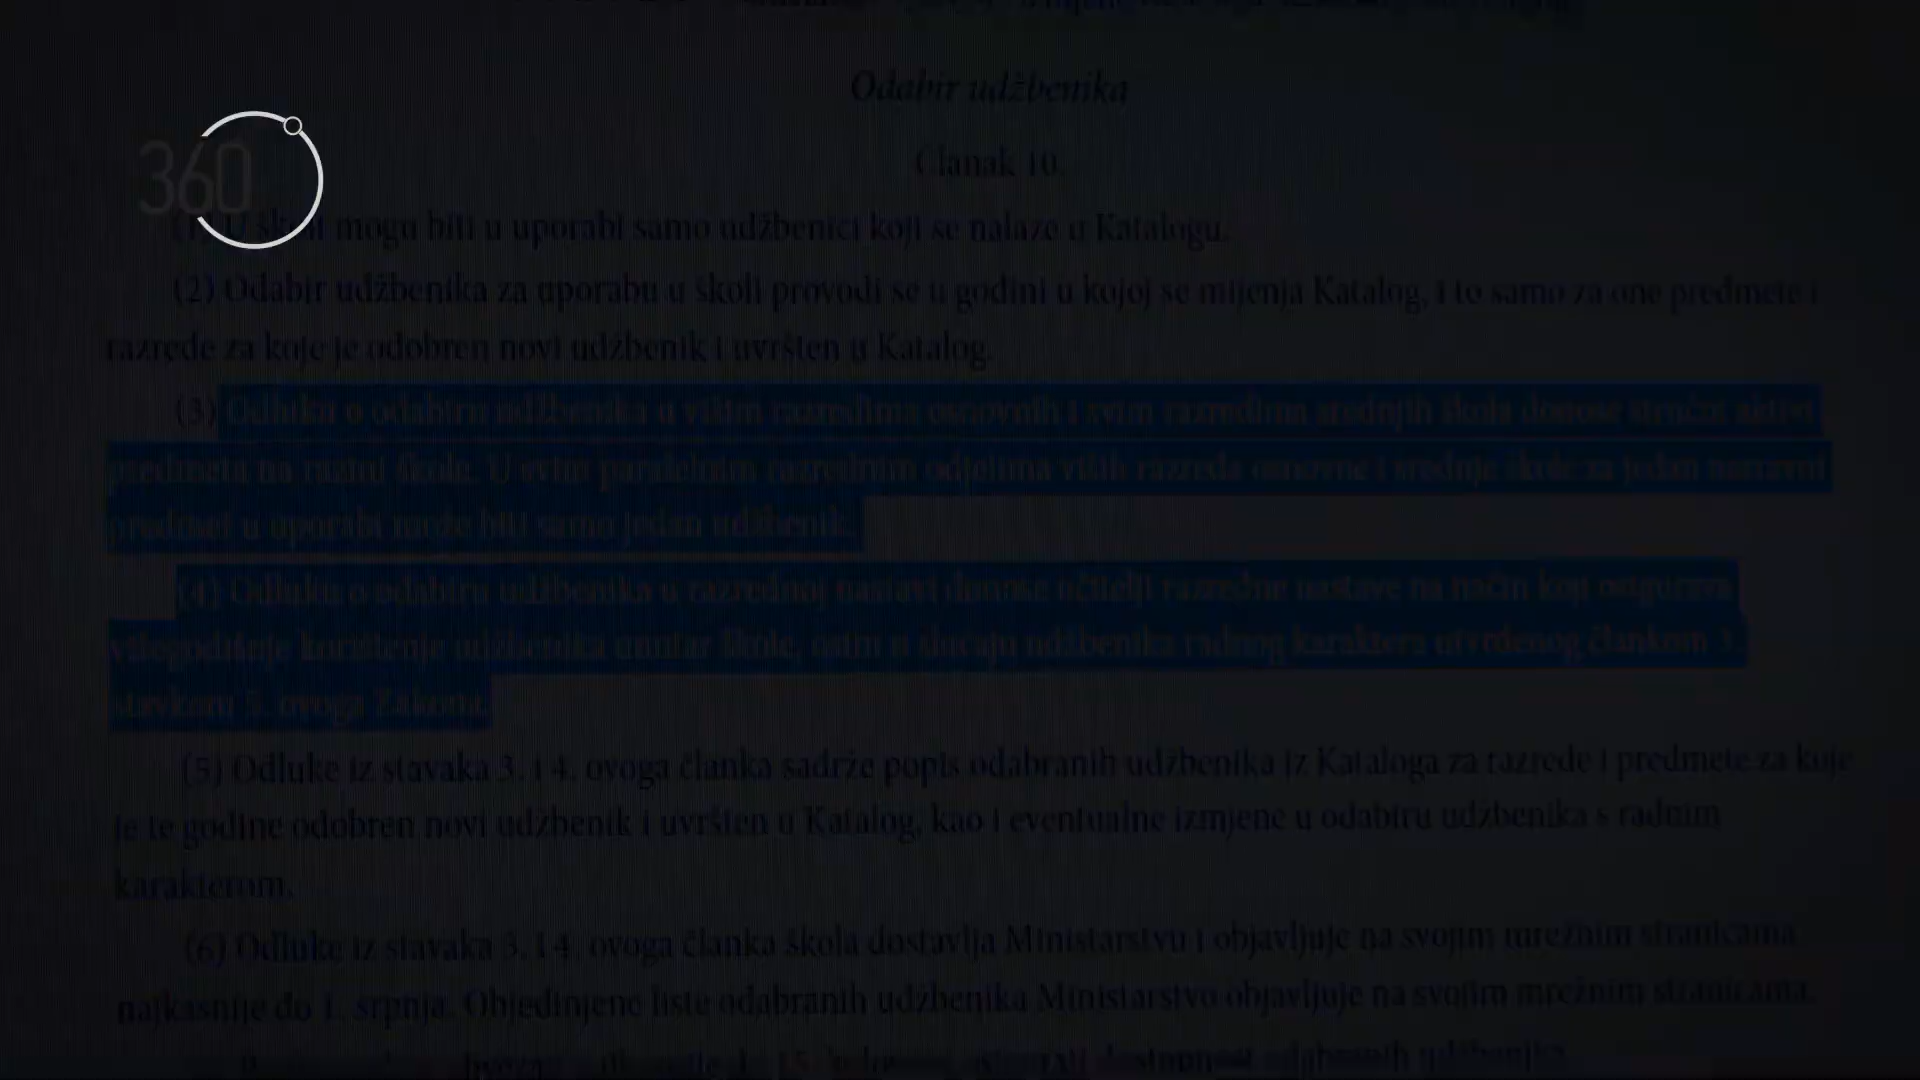 Odabir udžbenika
360
Članak 10.
(1) U školi mogu biti u uporabi samo udžbenici koji se nalaze u Katalogu.
(2) Odabir udžbenika za uporabu u školi provodi se u godini u kojoj se mijenja Katalog, i to samo za one predmete i
razrede za koje je odobren novi udžbenik i uvršten u Katalog.
(3) Odluku o odabiru udžbenika u višim razredima osnovnih i svim razredima srednjih škola donose stručni aktivi
predmeta na razini škole. U svim paralelnim razrednim odjelima viših razreda osnovne i srednje škole za jedan nastavni
predmet u uporabi može biti samo jedan udžbenik.
(4) Odluku o odabiru udžbenika u razrednoj nastavi donose učitelji razredne nastave na način koji osigurava
višegodišnje korištenje udžbenika unutar škole, osim u slučaju udžbenika radnog karaktera utvrđenog člankom 3.
stavkom 5. ovoga Zakona.
(5) Odluke iz stavaka 3. i 4. ovoga članka sadrže popis odabranih udžbenika iz Kataloga za razrede i predmete za koje
je te godine odobren novi udžbenik i uvršten u Katalog, kao i eventualne izmjene u odabiru udžbenika s radnim
karakterom.
(6) Odluke iz stavaka 3. i 4. ovoga članka škola dostavlja Ministarstvu i objavljuje na svojim mrežnim stranicama
najkasnije do 1. srpnja. Objedinjene liste odabranih udžbenika Ministarstvo objavljuje na svojim mrežnim stranicama.
do 15. dostupnost odabranih udžbenika